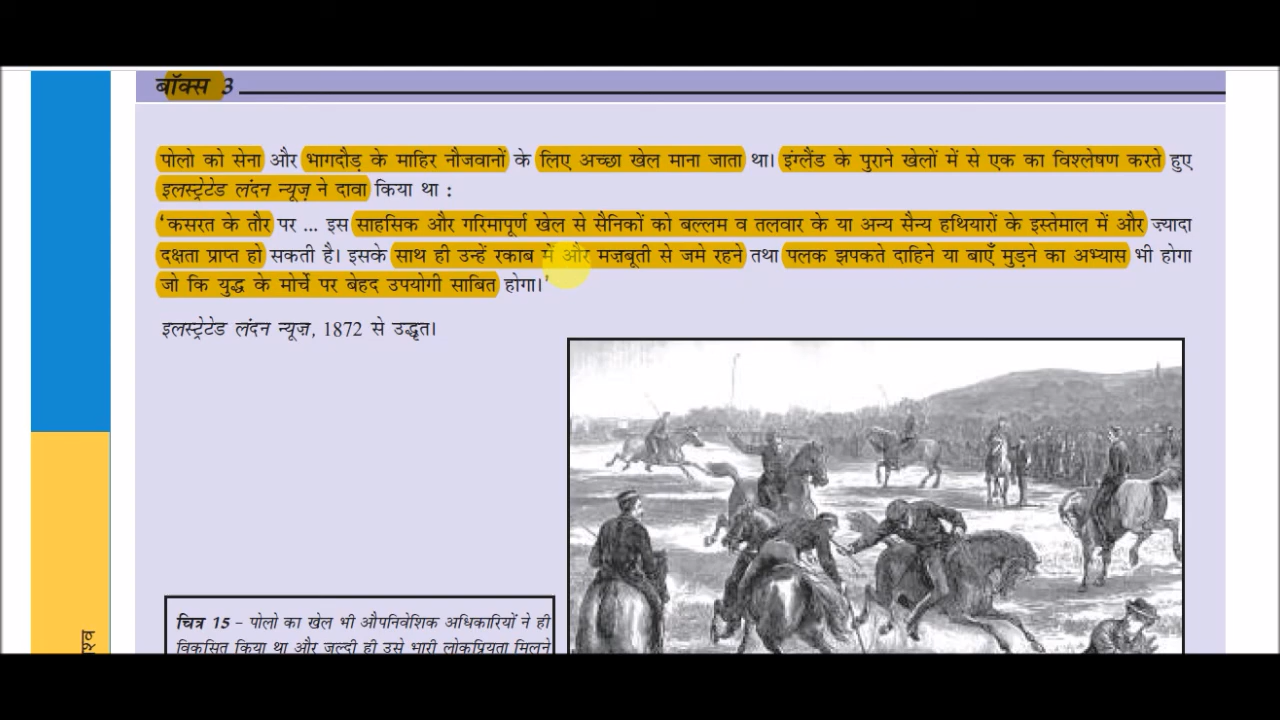 बॉक्स 3
पोलो को सेना और भागदौड़ के माहिर नौजवानों के लिए अच्छा खेल माना जाता था। इंग्लैंड के पुराने खेलों में से एक का विश्लेषण करते हुए
इलस्ट्रेटेड लंदन न्यूज़ ने दावा किया था :
‘कसरत के तौर पर ... इस साहसिक और गरिमापूर्ण खेल से सैनिकों को बल्लम व तलवार के या अन्य सैन्य हथियारों के इस्तेमाल में और ज्यादा
दक्षता प्राप्त हो सकती है। इसके साथ ही उन्हें रकाब में और मज़बूती से जमे रहने तथा पलक झपकते दाहिने या बाएँ मुड़ने का अभ्यास भी होगा
जो कि युद्ध के मोर्चे पर बेहद उपयोगी साबित होगा।’
इलस्ट्रेटेड लंदन न्यूज़, 1872 से उद्धृत।
चित्र 15 – पोलो का खेल भी औपनिवेशिक अधिकारियों ने ही
विकसित किया था और जल्दी ही उसे भारी लोकप्रियता मिलने